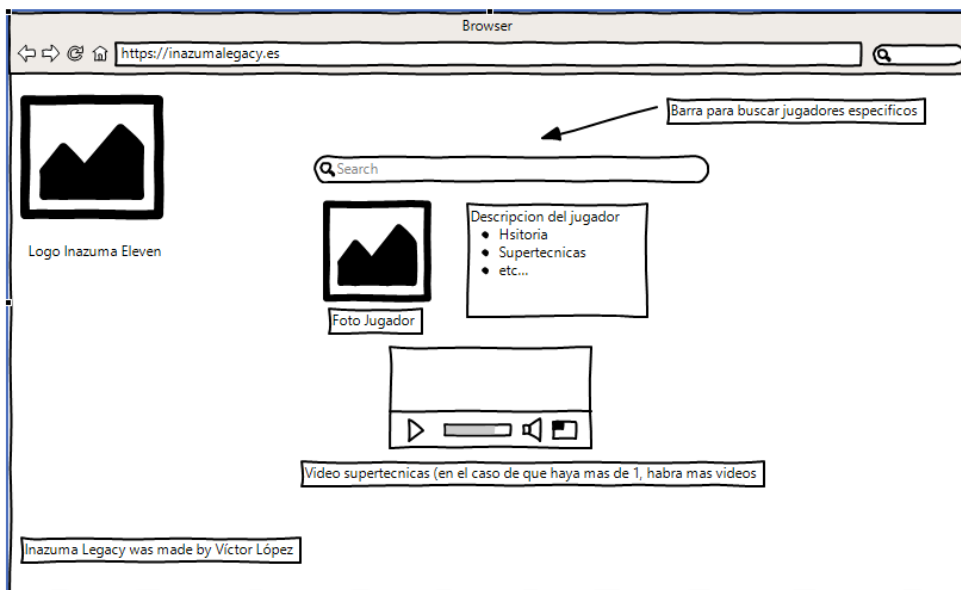 Browser
https://inazumalegacy.es
Barra para buscar jugadores especificos
Search
Descripcion del jugador
Hsitoria
Supertecnicas
etc...
Logo Inazuma Eleven
Foto Jugador
Video supertecnicas (en el caso de que haya mas de 1, habra mas videos
Inazuma Legacy was made by Víctor López